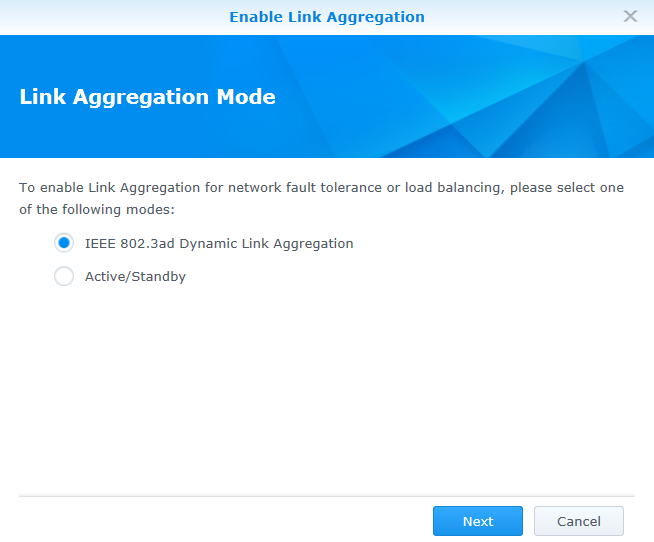 Enable Link Aggregation
Link Aggregation Mode
To enable Link Aggregation for network fault tolerance or load balancing, please select one
of the following modes:
IEEE 802.3ad Dynamic Link Aggregation
Active/Standby
Next Cancel